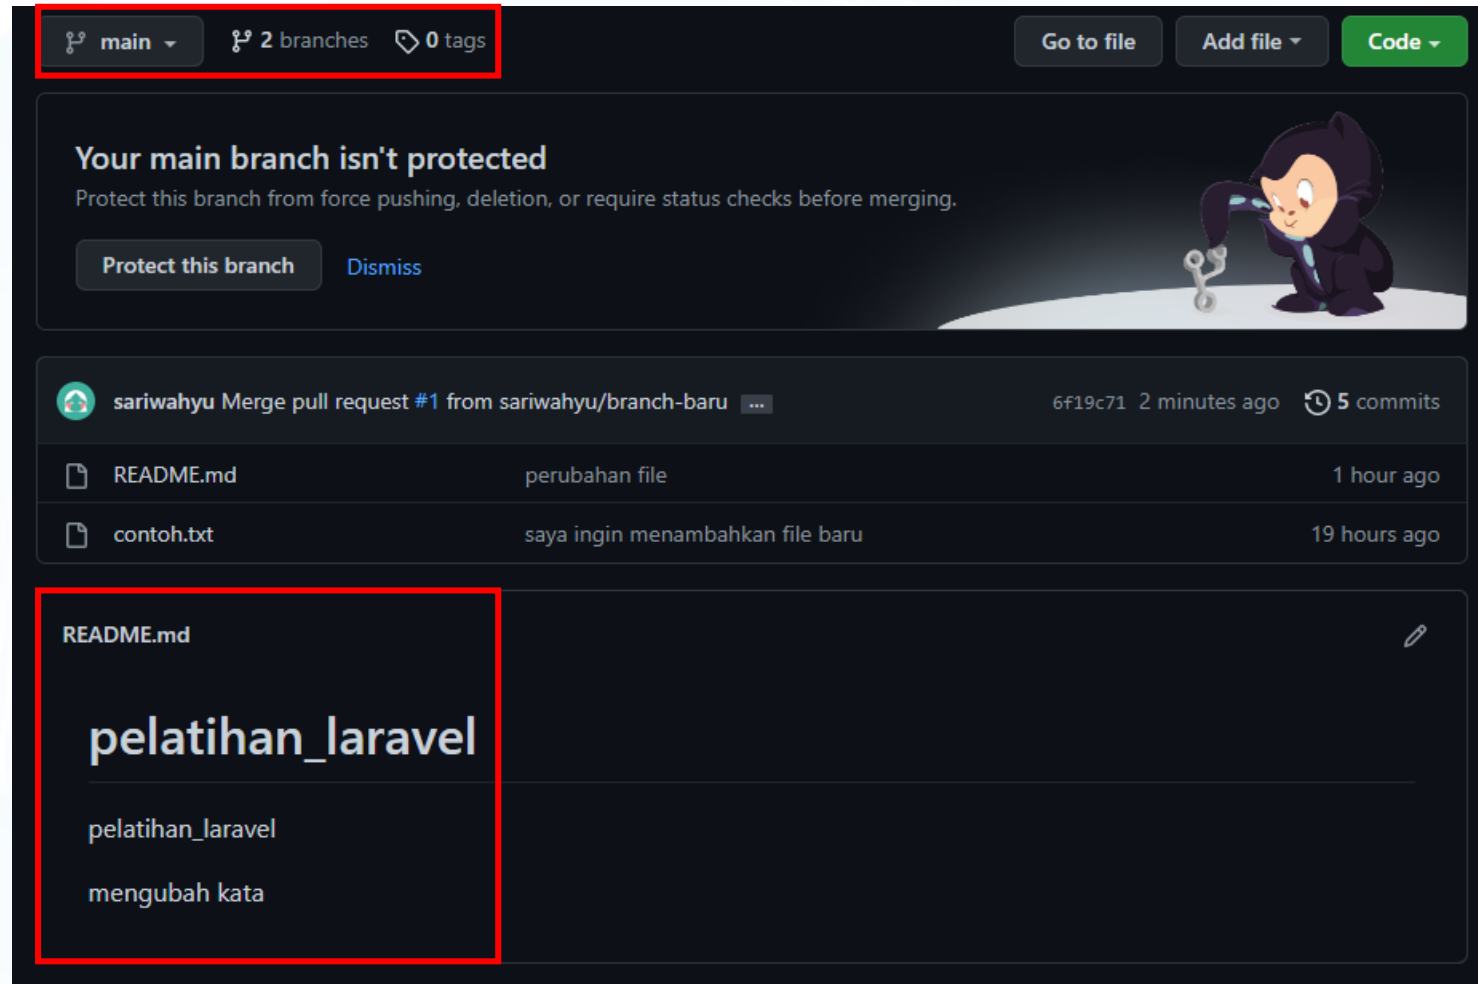 main 2 branches 0 tags Go to file Add file Code
Your main branch isn't protected
Protect this branch from force pushing, deletion, or require status checks before merging.
Protect this branch Dismiss
sariwahyu Merge pull request #1 from sariwahyu/branch-baru ... 6f19c71 2 minutes ago 5 commits
README.md perubahan file 1 hour ago
contoh.txt saya ingin menambahkan file baru 19 hours ago
README.md
pelatihan_laravel
pelatihan_laravel
mengubah kata